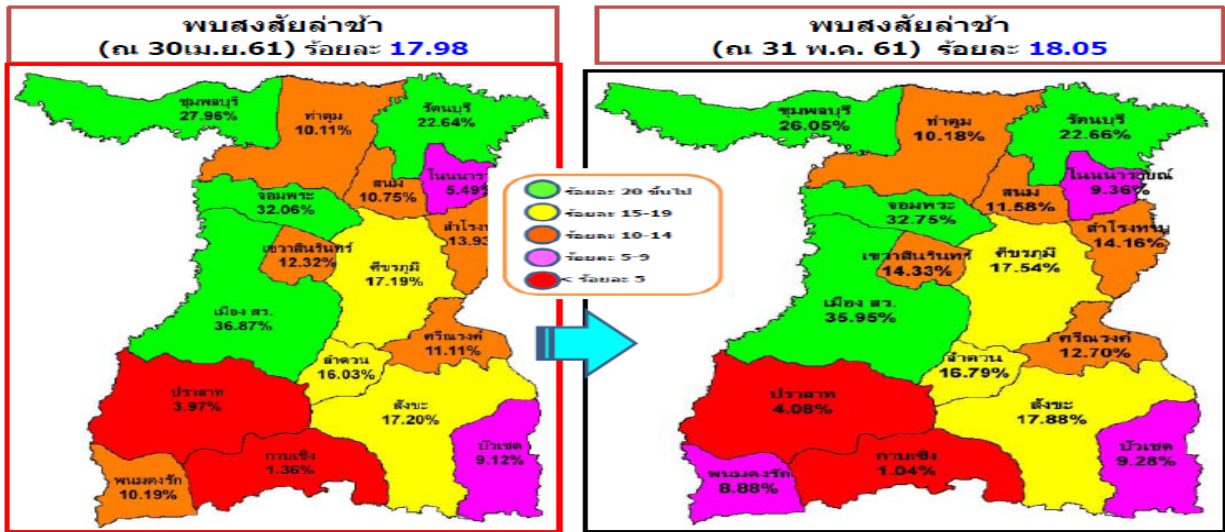 พบสงสัยล่าช้า
(ณ 30เม.ย.61) ร้อยละ 17.98
ชุมพลบุรี
27.96%
ท่าตูม
10.11%
รัตนบุรี
22.64%
5.49%
สนม
10.75%
จอมพระ
32.06%
13.93
เขวาสินรินทร์
12.32%
ศีขรภูมิ
17.19%
เมือง สร.
36.87%
ศรีณรงค์
11.11%
ลำดวน
16.03%
ปราสาท
3.97%
สังขะ
17.20%
บัวเชด
9.12%
กาบเชิง
1.36%
พนมดงรัก
10.19%
ร้อยละ 20 ขึ้นไป
ร้อยละ 15-19
ร้อยละ 10-14
ร้อยละ 5-9
< ร้อยละ 5
พบสงสัยล่าช้า
(ณ 31 พ.ค. 61) ร้อยละ 18.05
ชุมพลบุรี
26.05%
ท่าตูม
10.18%
รัตนบุรี
22.66%
โนนนารายณ์
9.36%
สนม
11.58%
จอมพระ
32.75%
สำโรงทาบ
14.16%
เขวาสินรินทร์
14.33%
ศีขรภูมิ
17.54%
เมือง สร.
35.95%
ศรีณรงค์
12.70%
ลำดวน
16.79%
ปราสาท
4.08%
สังขะ
17.88%
บัวเชด
9.28%
กาบเชิง
1.04%
พนมดงรัก
8.88%